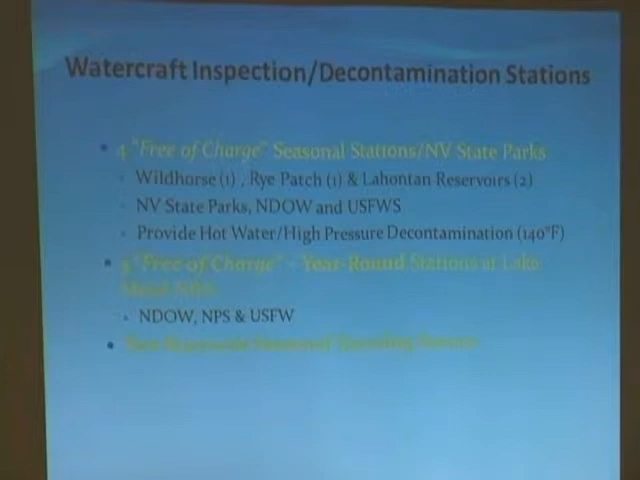 Watercraft Inspection/Decontamination Stations
• 4 "Free of Charge" Seasonal Stations/NV State Parks
Wildhorse (1) , Rye Patch (1) & Lahontan Reservoirs (2)
NV State Parks, NDOW and USFWS
Provide Hot Water/High Pressure Decontamination (140°F)
• "Free of Charge" - Year-Round Stations at Lake
NDOW, NPS & USFW